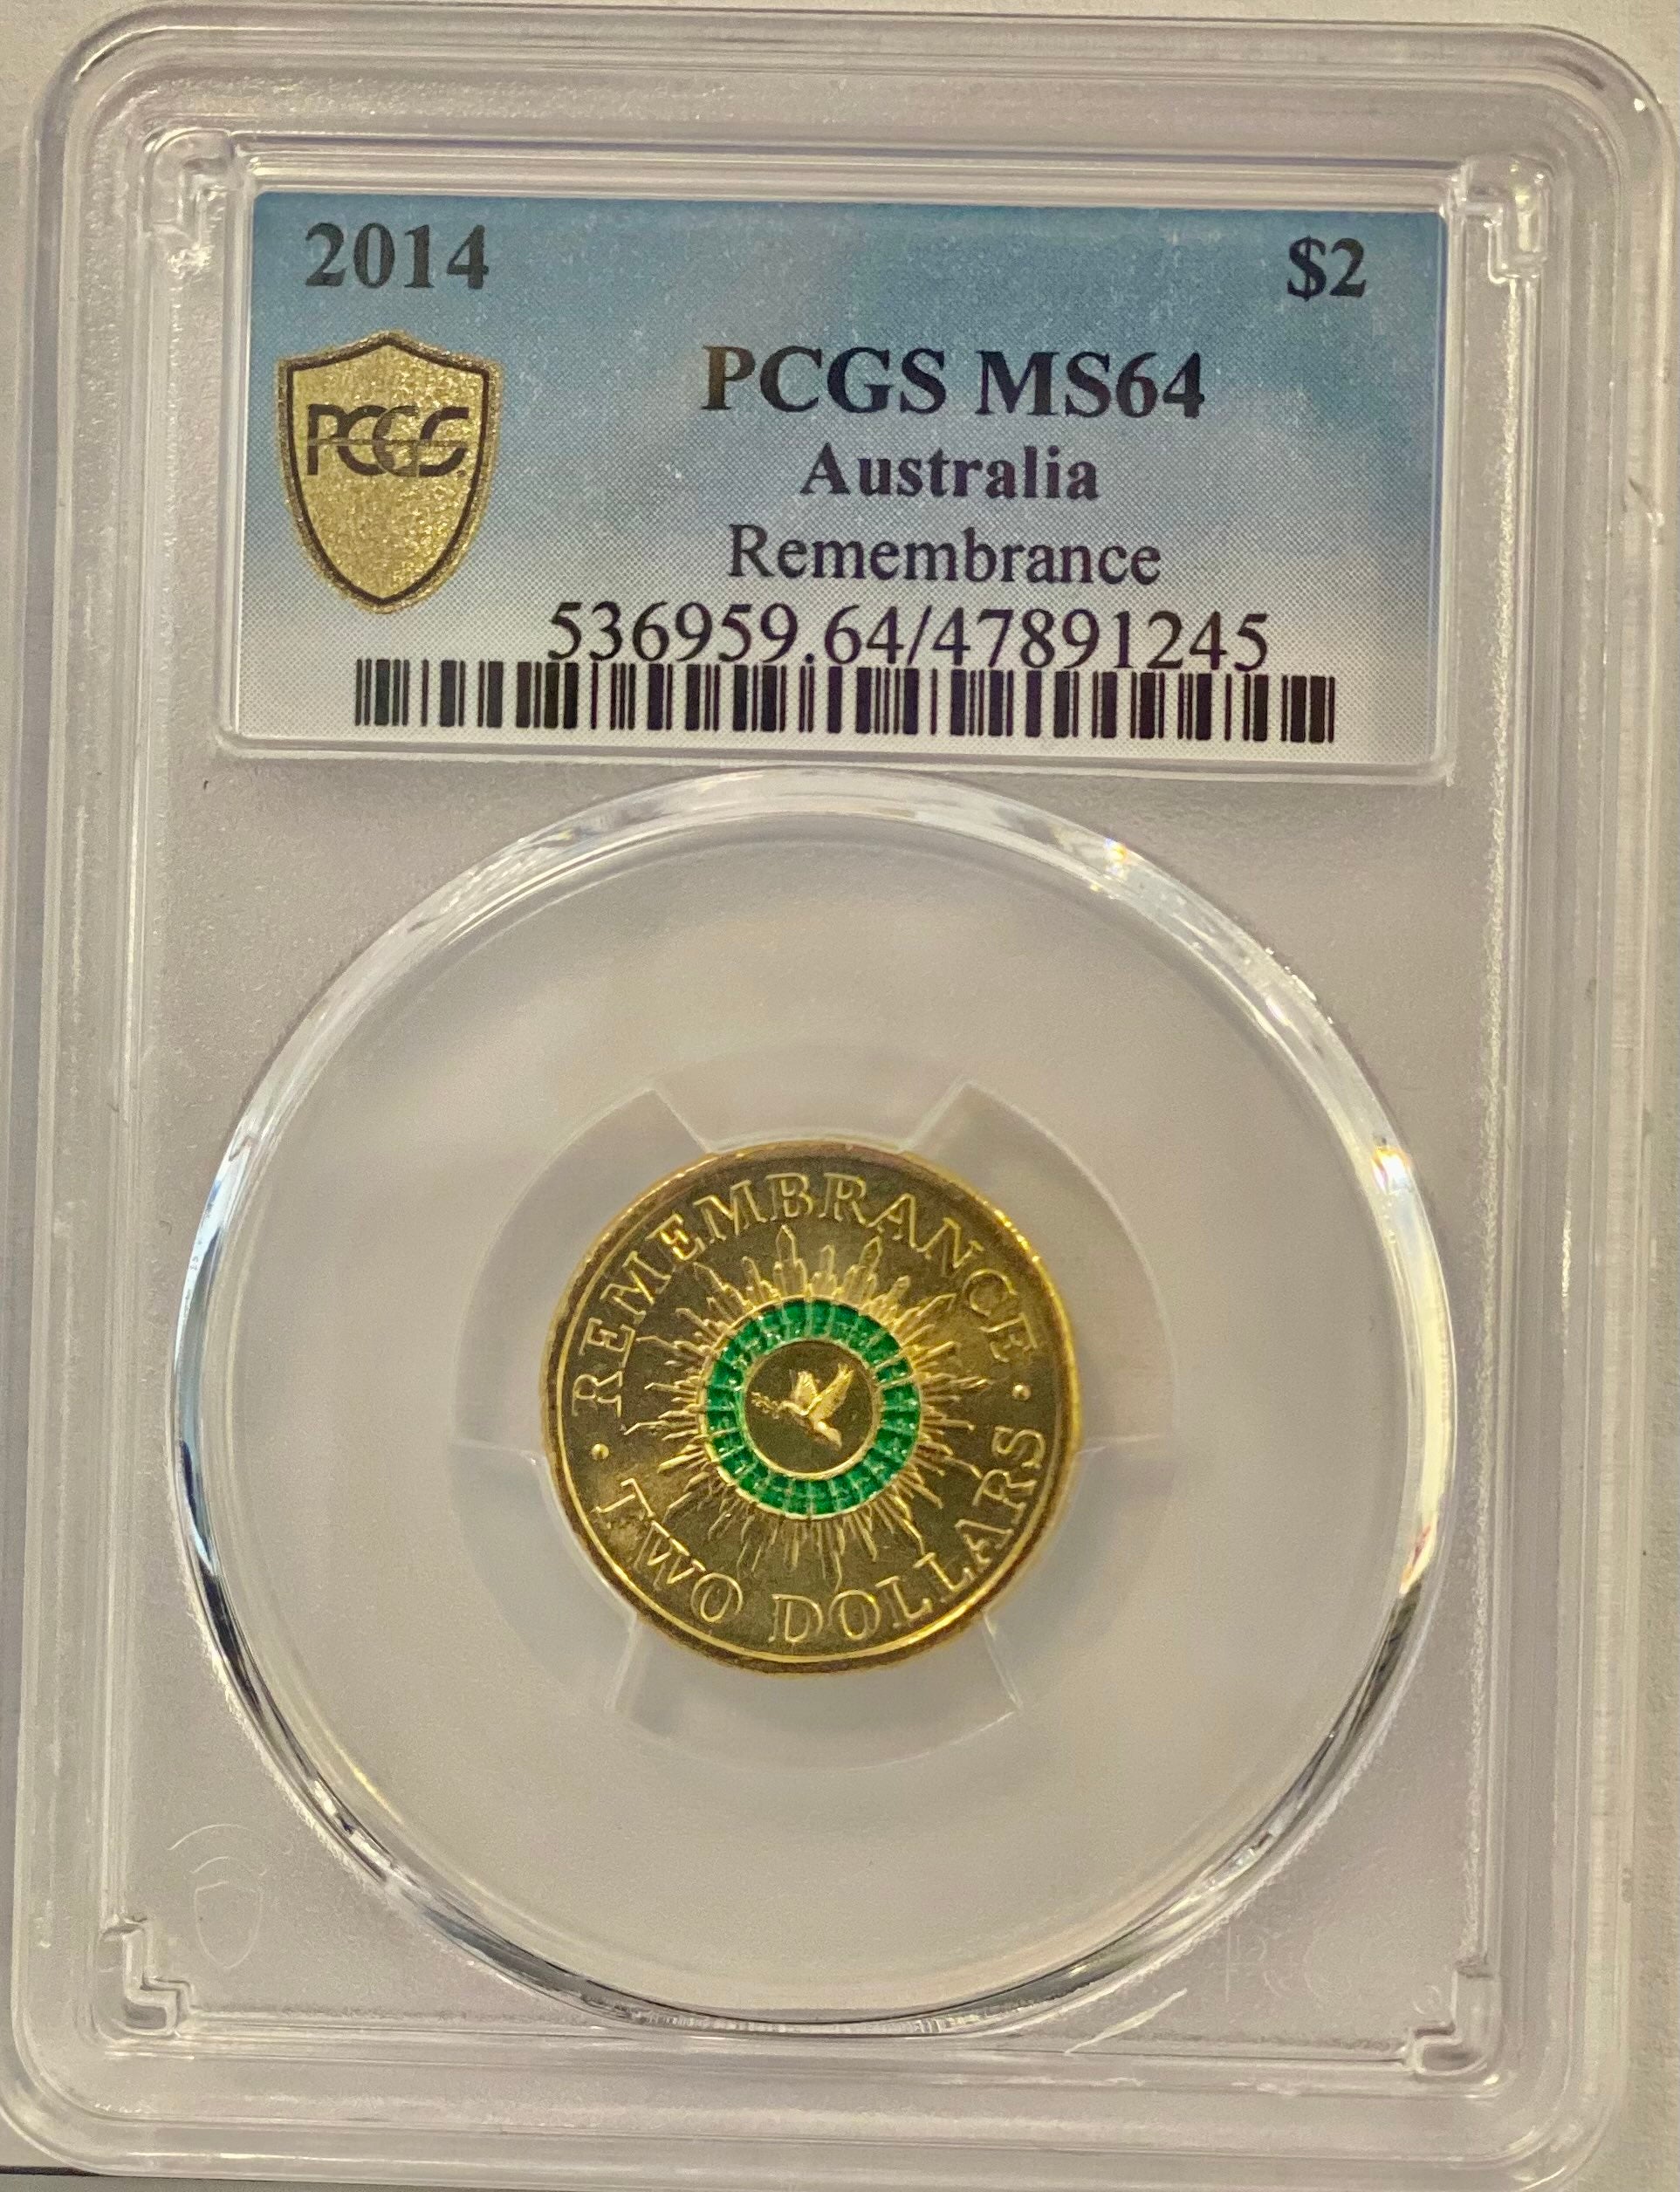 2014 $2
PCGS MS64
PCGS
Australia
Remembrance
536959.64/47891245
· REMEMBRANCE ·
TWO DOLLARS